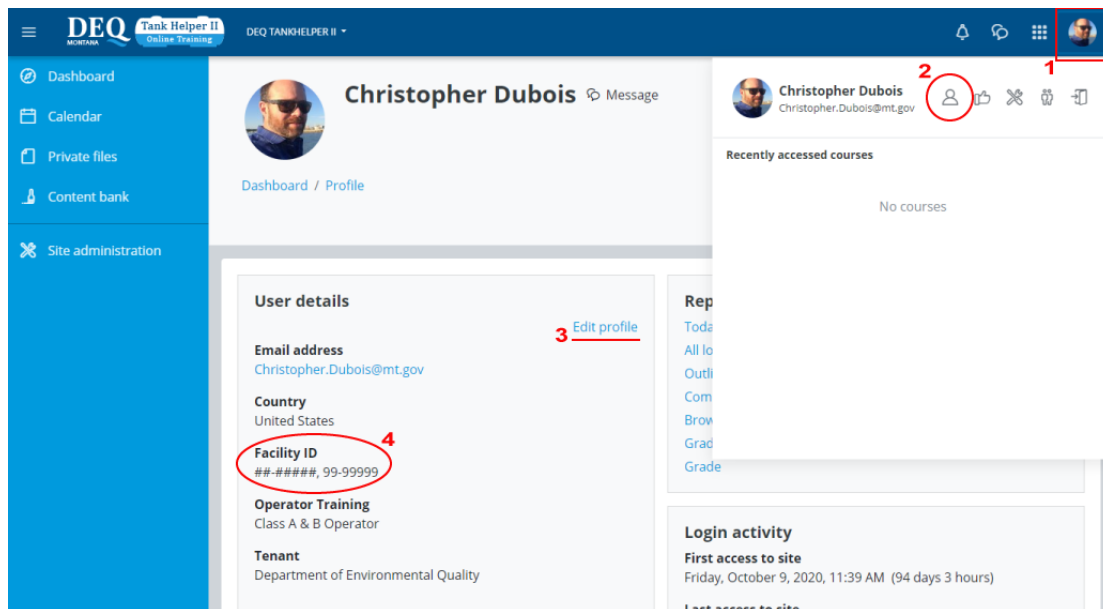 DEQ
MONTANA
Tank Helper II
Online Training
DEQ TANKHELPER II
1
Dashboard
Calendar
Private files
Content bank
Site administration
Christopher Dubois Message
Dashboard / Profile
2
Christopher Dubois
Christopher.Dubois@mt.gov
Recently accessed courses
No courses
User details
3 Edit profile
Email address
Christopher.Dubois@mt.gov
Country
United States
4
Facility ID
##-#####, 99-99999
Operator Training
Class A & B Operator
Tenant
Department of Environmental Quality
Rep
Toda
All lo
Outli
Com
Brow
Grad
Grade
Login activity
First access to site
Friday, October 9, 2020, 11:39 AM (94 days 3 hours)
Last access to site